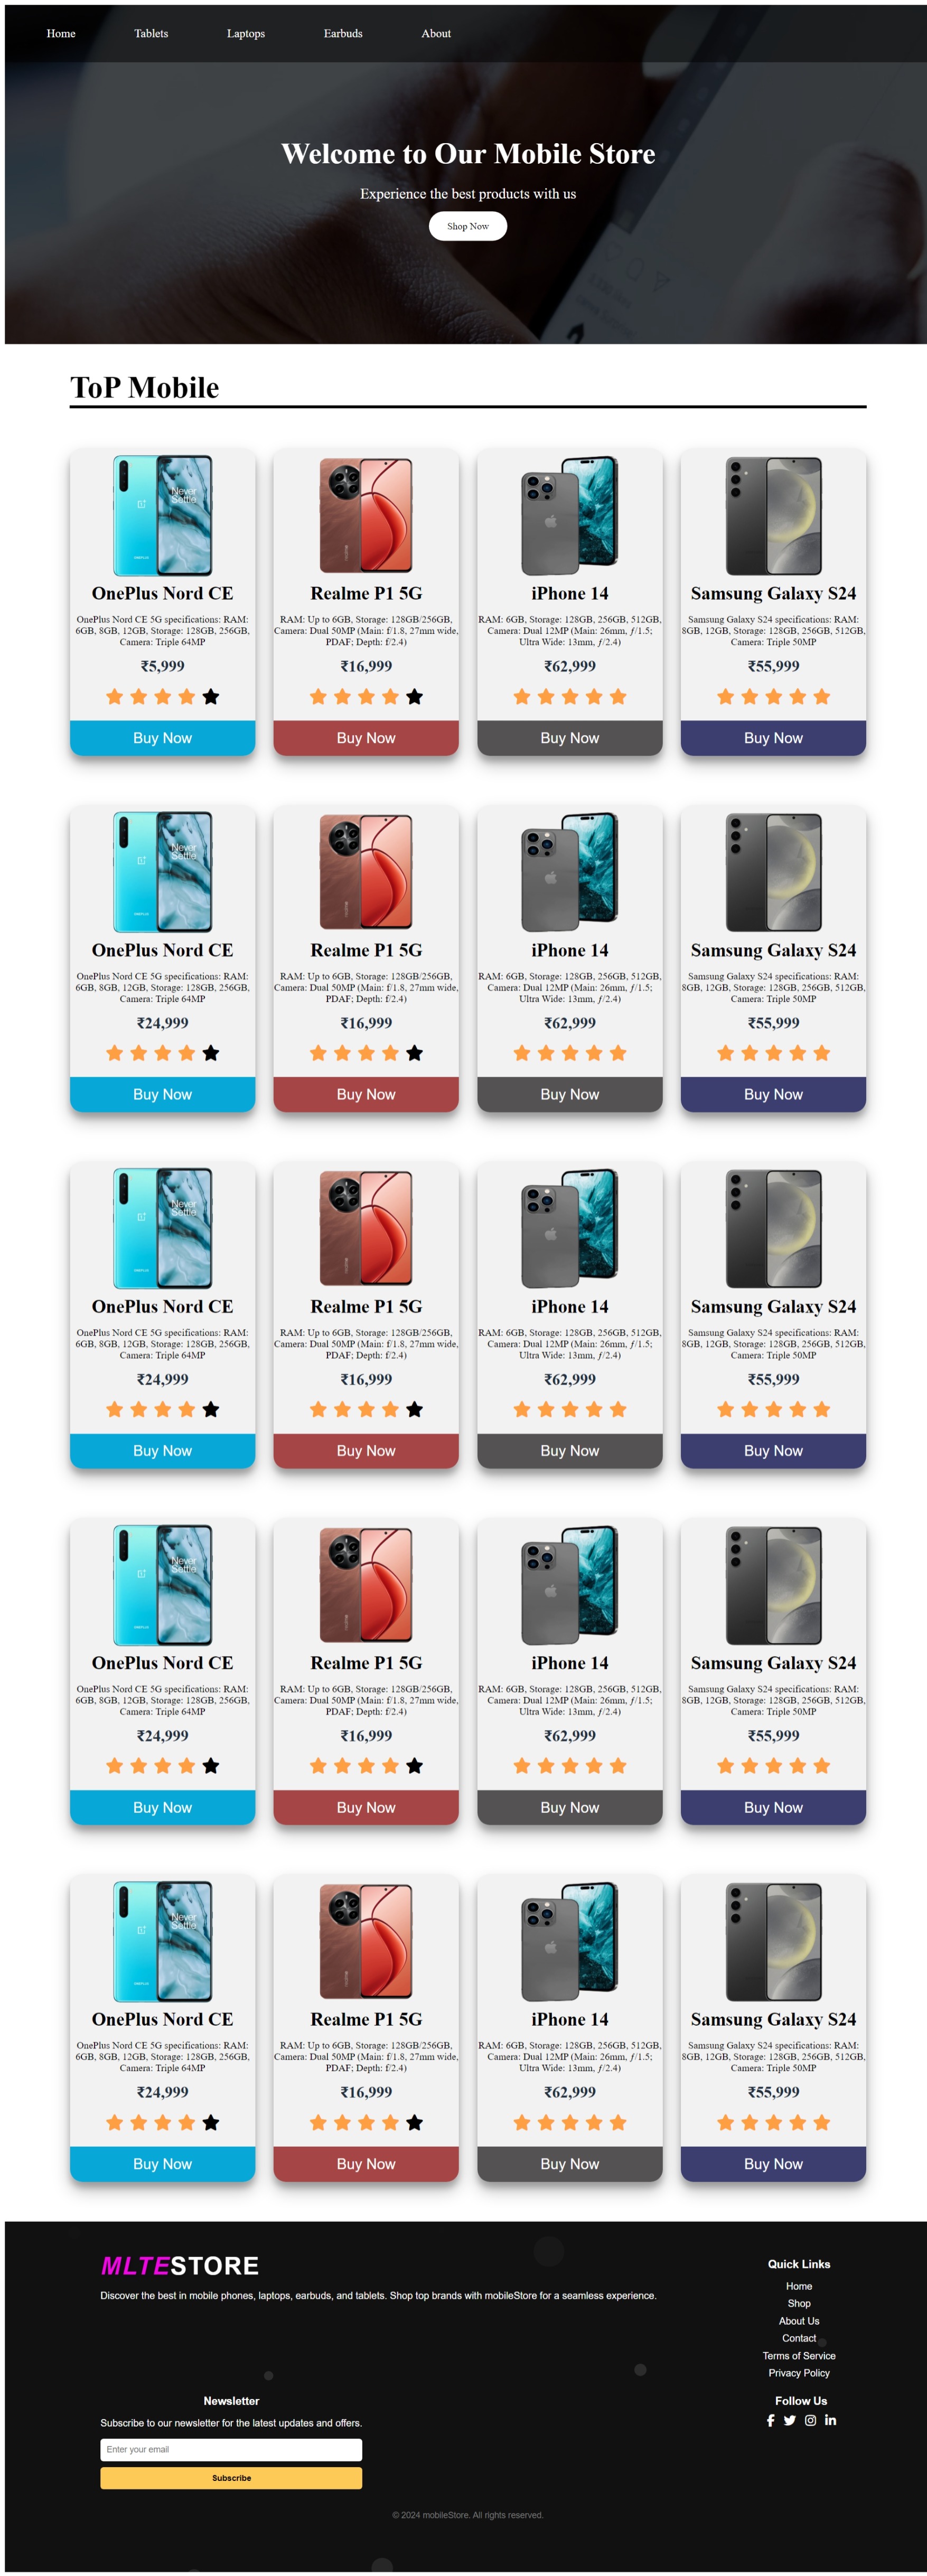 Home Tablets Laptops Earbuds About
Welcome to Our Mobile Store
Experience the best products with us
Shop Now
ToP Mobile
Never
Settle
ONEPLUS
realme
OnePlus Nord CE
OnePlus Nord CE 5G specifications: RAM:
6GB, 8GB, 12GB, Storage: 128GB, 256GB,
Camera: Triple 64MP
₹5,999
Buy Now
Realme P1 5G
RAM: Up to 6GB, Storage: 128GB/256GB,
Camera: Dual 50MP (Main: f/1.8, 27mm wide,
PDAF; Depth: f/2.4)
₹16,999
Buy Now
iPhone 14
RAM: 6GB, Storage: 128GB, 256GB, 512GB,
Camera: Dual 12MP (Main: 26mm, ƒ/1.5;
Ultra Wide: 13mm, ƒ/2.4)
₹62,999
Buy Now
Samsung Galaxy S24
Samsung Galaxy S24 specifications: RAM:
8GB, 12GB, Storage: 128GB, 256GB, 512GB,
Camera: Triple 50MP
₹55,999
Buy Now
Never
Settle
ONEPLUS
realme
OnePlus Nord CE
OnePlus Nord CE 5G specifications: RAM:
6GB, 8GB, 12GB, Storage: 128GB, 256GB,
Camera: Triple 64MP
₹24,999
Buy Now
Realme P1 5G
RAM: Up to 6GB, Storage: 128GB/256GB,
Camera: Dual 50MP (Main: f/1.8, 27mm wide,
PDAF; Depth: f/2.4)
₹16,999
Buy Now
iPhone 14
RAM: 6GB, Storage: 128GB, 256GB, 512GB,
Camera: Dual 12MP (Main: 26mm, ƒ/1.5;
Ultra Wide: 13mm, ƒ/2.4)
₹62,999
Buy Now
Samsung Galaxy S24
Samsung Galaxy S24 specifications: RAM:
8GB, 12GB, Storage: 128GB, 256GB, 512GB,
Camera: Triple 50MP
₹55,999
Buy Now
Never
Settle
ONEPLUS
realme
OnePlus Nord CE
OnePlus Nord CE 5G specifications: RAM:
6GB, 8GB, 12GB, Storage: 128GB, 256GB,
Camera: Triple 64MP
₹24,999
Buy Now
Realme P1 5G
RAM: Up to 6GB, Storage: 128GB/256GB,
Camera: Dual 50MP (Main: f/1.8, 27mm wide,
PDAF; Depth: f/2.4)
₹16,999
Buy Now
iPhone 14
RAM: 6GB, Storage: 128GB, 256GB, 512GB,
Camera: Dual 12MP (Main: 26mm, ƒ/1.5;
Ultra Wide: 13mm, ƒ/2.4)
₹62,999
Buy Now
Samsung Galaxy S24
Samsung Galaxy S24 specifications: RAM:
8GB, 12GB, Storage: 128GB, 256GB, 512GB,
Camera: Triple 50MP
₹55,999
Buy Now
Never
Settle
ONEPLUS
realme
OnePlus Nord CE
OnePlus Nord CE 5G specifications: RAM:
6GB, 8GB, 12GB, Storage: 128GB, 256GB,
Camera: Triple 64MP
₹24,999
Buy Now
Realme P1 5G
RAM: Up to 6GB, Storage: 128GB/256GB,
Camera: Dual 50MP (Main: f/1.8, 27mm wide,
PDAF; Depth: f/2.4)
₹16,999
Buy Now
iPhone 14
RAM: 6GB, Storage: 128GB, 256GB, 512GB,
Camera: Dual 12MP (Main: 26mm, ƒ/1.5;
Ultra Wide: 13mm, ƒ/2.4)
₹62,999
Buy Now
Samsung Galaxy S24
Samsung Galaxy S24 specifications: RAM:
8GB, 12GB, Storage: 128GB, 256GB, 512GB,
Camera: Triple 50MP
₹55,999
Buy Now
Never
Settle
ONEPLUS
realme
OnePlus Nord CE
OnePlus Nord CE 5G specifications: RAM:
6GB, 8GB, 12GB, Storage: 128GB, 256GB,
Camera: Triple 64MP
₹24,999
Buy Now
Realme P1 5G
RAM: Up to 6GB, Storage: 128GB/256GB,
Camera: Dual 50MP (Main: f/1.8, 27mm wide,
PDAF; Depth: f/2.4)
₹16,999
Buy Now
iPhone 14
RAM: 6GB, Storage: 128GB, 256GB, 512GB,
Camera: Dual 12MP (Main: 26mm, ƒ/1.5;
Ultra Wide: 13mm, ƒ/2.4)
₹62,999
Buy Now
Samsung Galaxy S24
Samsung Galaxy S24 specifications: RAM:
8GB, 12GB, Storage: 128GB, 256GB, 512GB,
Camera: Triple 50MP
₹55,999
Buy Now
MLTESTORE
Discover the best in mobile phones, laptops, earbuds, and tablets. Shop top brands with mobileStore for a seamless experience.
Quick Links
Home
Shop
About Us
Contact
Terms of Service
Privacy Policy
Newsletter
Subscribe to our newsletter for the latest updates and offers.
Enter your email
Subscribe
Follow Us
© 2024 mobileStore. All rights reserved.